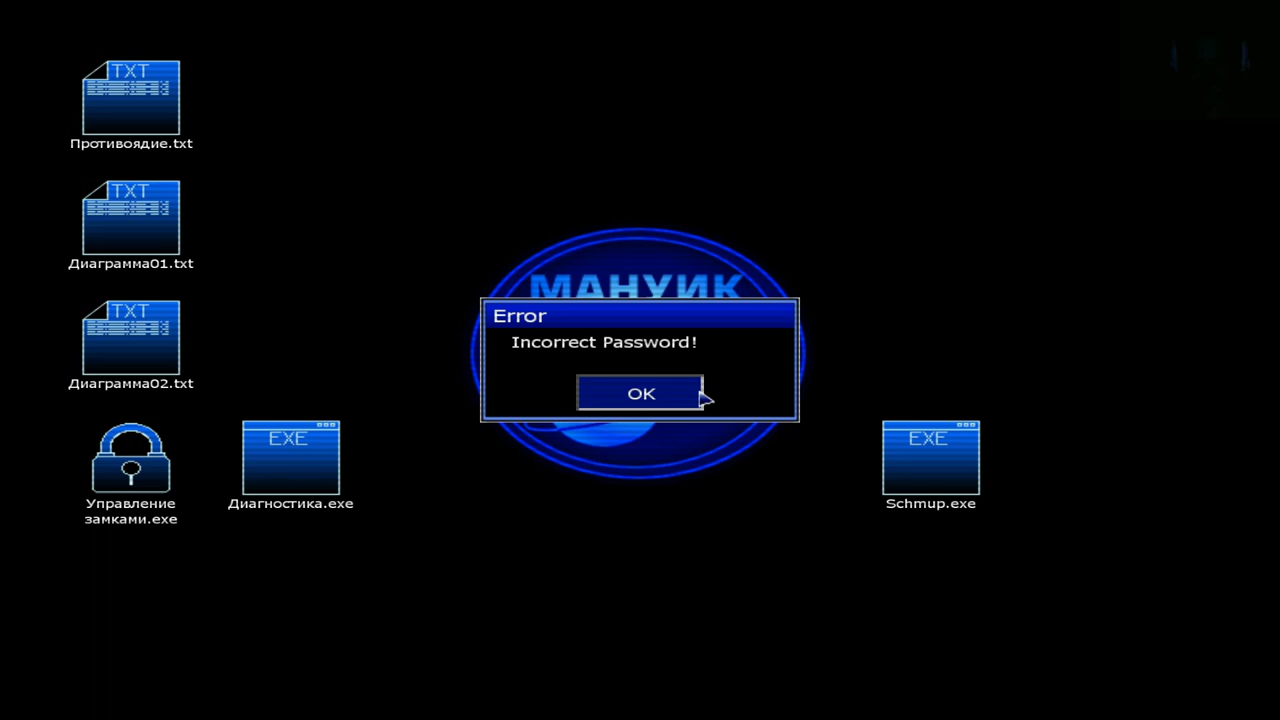 TXT
Противоядие.txt
TXT
Диаграмма01.txt
TXT
Диаграмма02.txt
МАНУИК
Error
Incorrect Password!
OK
Управление
замками.exe
EXE
Диагностика.exe
EXE
Schmup.exe